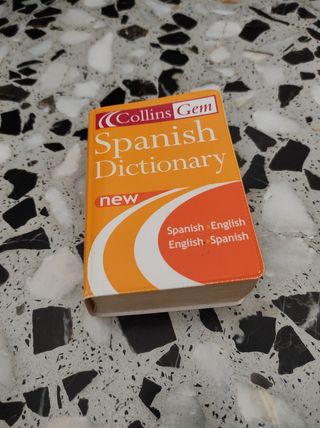 Collins Gem
Spanish
Dictionary
new
Spanish > English
English > Spanish